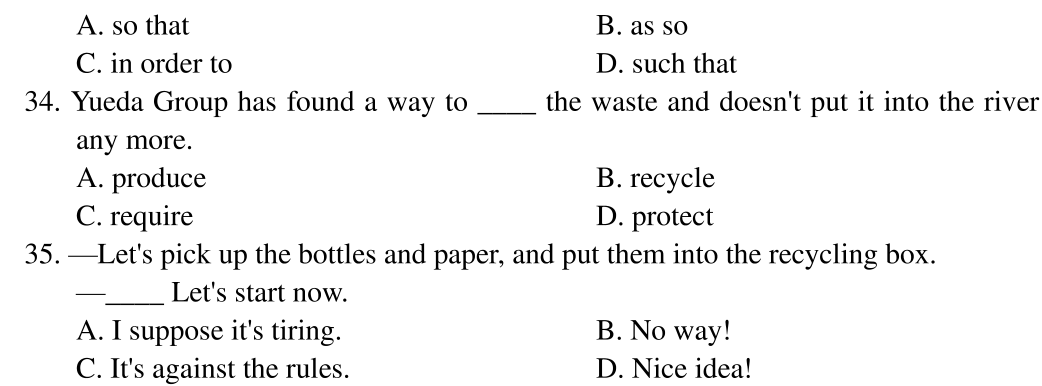 A. so that B. as so
C. in order to D. such that
34. Yueda Group has found a way to ____ the waste and doesn't put it into the river
any more.
A. produce B. recycle
C. require D. protect
35. —Let's pick up the bottles and paper, and put them into the recycling box.
—____ Let's start now.
A. I suppose it's tiring. B. No way!
C. It's against the rules. D. Nice idea!